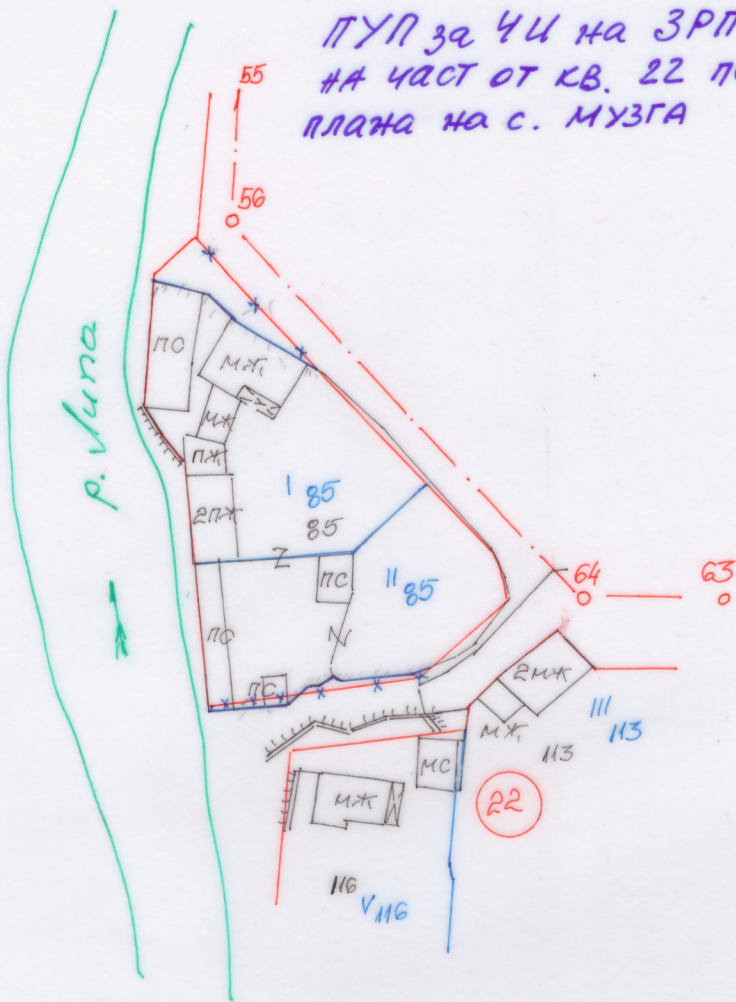 ПУП за ЧИ на ЗРП
НА ЧАСТ ОТ КВ. 22 ПО
ПЛАНА НА С. МУЗГА
55
56
р. Липа
ПС
МЖ
МЖ
ПЖ
2ПЖ
I 85
85
ПС
II 85
64
63
ПС
ПС
2МЖ
МЖ
III
113
113
МС
22
МЖ
116
V 116